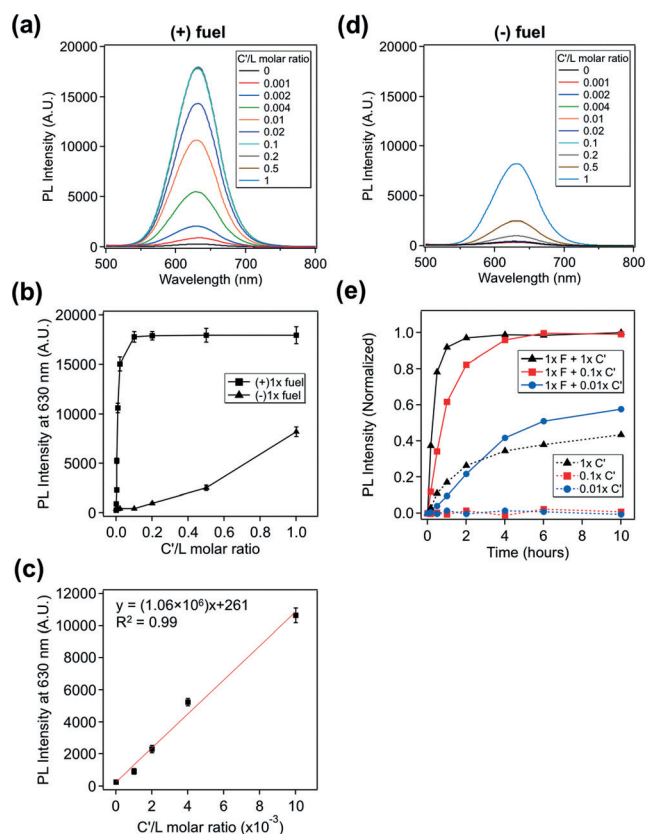 (a)
(+) fuel
PL Intensity (A.U.)
20000
15000
10000
5000
0
C'/L molar ratio
0
0.001
0.002
0.004
0.01
0.02
0.1
0.2
0.5
1
500
600
700
800
Wavelength (nm)
(d)
(-) fuel
PL Intensity (A.U.)
20000
15000
10000
5000
0
C'/L molar ratio
0
0.001
0.002
0.004
0.01
0.02
0.1
0.2
0.5
1
500
600
700
800
Wavelength (nm)
(b)
PL Intensity at 630 nm (A.U.)
20000
15000
10000
5000
0
(+)1x fuel
(-)1x fuel
0.0
0.2
0.4
0.6
0.8
1.0
C'/L molar ratio
(e)
PL Intensity (Normalized)
1.0
0.8
0.6
0.4
0.2
0.0
1x F + 1x C'
1x F + 0.1x C'
1x F + 0.01x C'
1x C'
0.1x C'
0.01x C'
0
2
4
6
8
10
Time (hours)
(c)
PL Intensity at 630 nm (A.U.)
12000
10000
8000
6000
4000
2000
0
y = (1.06×10⁶)x+261
R² = 0.99
0
2
4
6
8
10
C'/L molar ratio (x10⁻³)